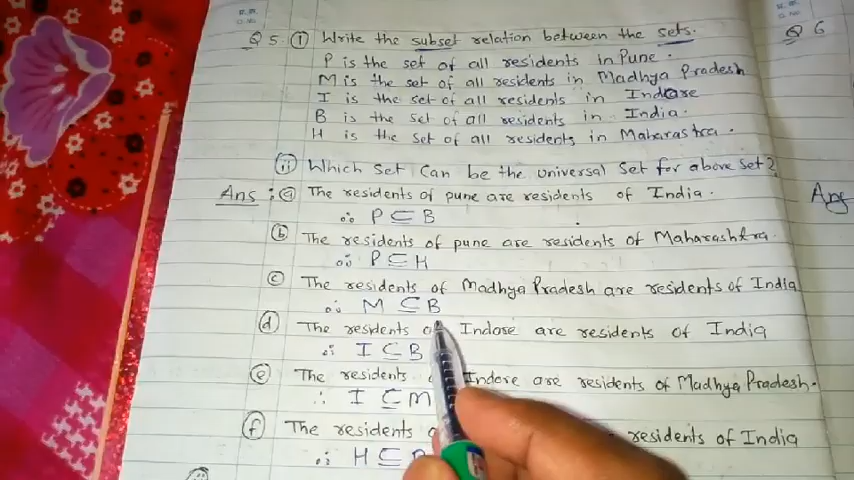 Q 5. (i) Write the subset relation between the sets.
P is the set of all residents in Pune.
M is the set of all residents in Madhya Pradesh
I is the set of all residents in Indore
B is the set of all residents in India.
H is the set of all residents in Maharastra.
(ii) Which Set Can be the universal Set for above set?
Ans : (a) The residents of pune are residents of India.
∴ P ⊆ B
(b) The residents of pune are residents of Maharashtra.
∴ P ⊆ H
(c) The residents of Madhya Pradesh are residents of India
∴ M ⊆ B
(d) The residents Indore are residents of India
∴ I ⊆ B
(e) The residents Indore are residents of Madhya Pradesh.
∴ I ⊆ M
(f) The residents residents of India
∴ H ⊆
Q 6
Ans